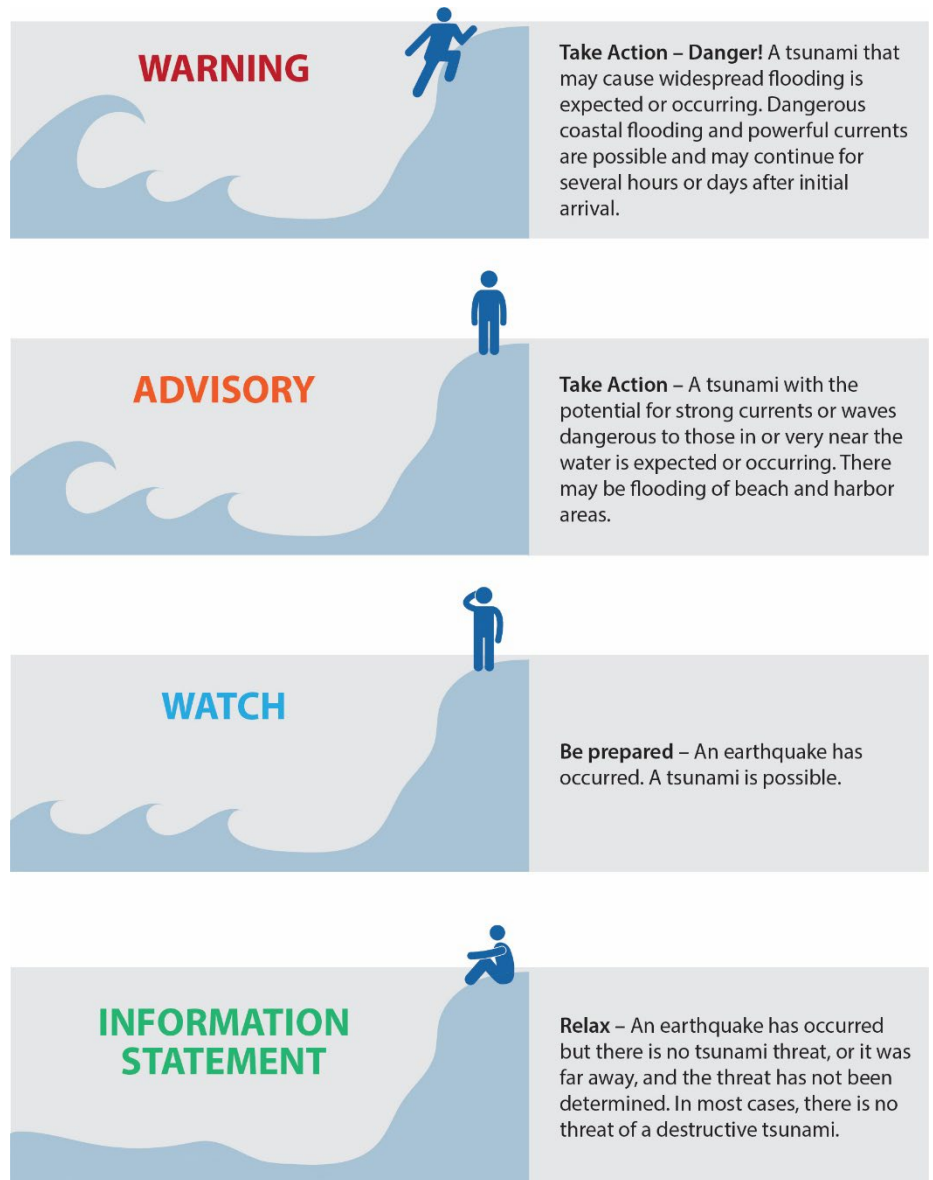 WARNING
Take Action – Danger! A tsunami that
may cause widespread flooding is
expected or occurring. Dangerous
coastal flooding and powerful currents
are possible and may continue for
several hours or days after initial
arrival.
ADVISORY
Take Action – A tsunami with the
potential for strong currents or waves
dangerous to those in or very near the
water is expected or occurring. There
may be flooding of beach and harbor
areas.
WATCH
Be prepared – An earthquake has
occurred. A tsunami is possible.
INFORMATION
STATEMENT
Relax – An earthquake has occurred
but there is no tsunami threat, or it was
far away, and the threat has not been
determined. In most cases, there is no
threat of a destructive tsunami.